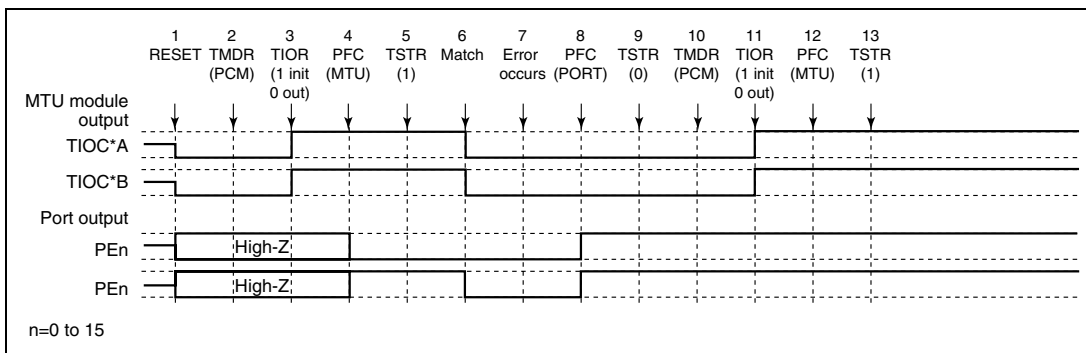 1 2 3 4 5 6 7 8 9 10 11 12 13
RESET TMDR TIOR PFC TSTR Match Error PFC TSTR TMDR TIOR PFC TSTR
(PCM) (1 init (MTU) (1) occurs (PORT) (0) (PCM) (1 init (MTU) (1)
0 out) 0 out)
MTU module
output
TIOC*A
TIOC*B
Port output
PEn High-Z
PEn High-Z
n=0 to 15